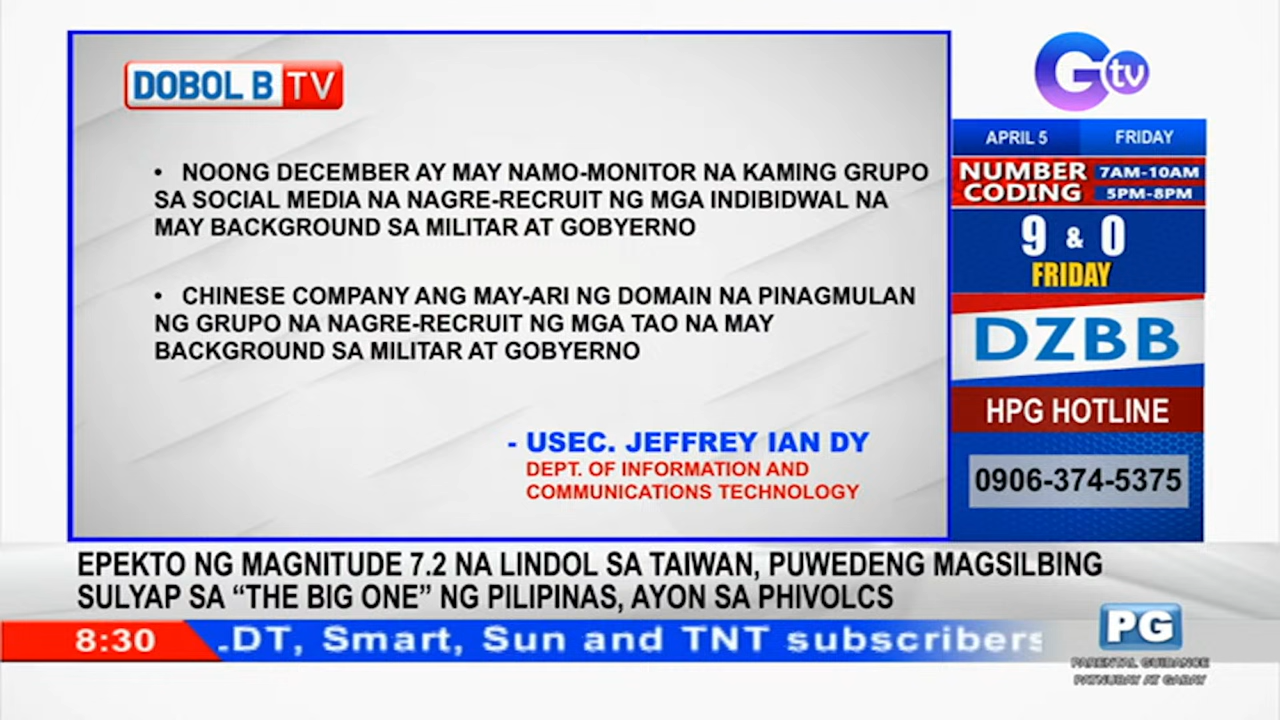 DOBOL B TV
• NOONG DECEMBER AY MAY NAMO-MONITOR NA KAMING GRUPO
SA SOCIAL MEDIA NA NAGRE-RECRUIT NG MGA INDIBIDWAL NA
MAY BACKGROUND SA MILITAR AT GOBYERNO
• CHINESE COMPANY ANG MAY-ARI NG DOMAIN NA PINAGMULAN
NG GRUPO NA NAGRE-RECRUIT NG MGA TAO NA MAY
BACKGROUND SA MILITAR AT GOBYERNO
- USEC. JEFFREY IAN DY
DEPT. OF INFORMATION AND
COMMUNICATIONS TECHNOLOGY
Gtv
APRIL 5 FRIDAY
NUMBER CODING
7AM-10AM
5PM-8PM
9 & 0
FRIDAY
DZBB
HPG HOTLINE
0906-374-5375
EPEKTO NG MAGNITUDE 7.2 NA LINDOL SA TAIWAN, PUWEDENG MAGSILBING
SULYAP SA “THE BIG ONE” NG PILIPINAS, AYON SA PHIVOLCS
8:30 LDT, Smart, Sun and TNT subscribers
PG
PARENTAL GUIDANCE
PATNUBAY AT GABAY